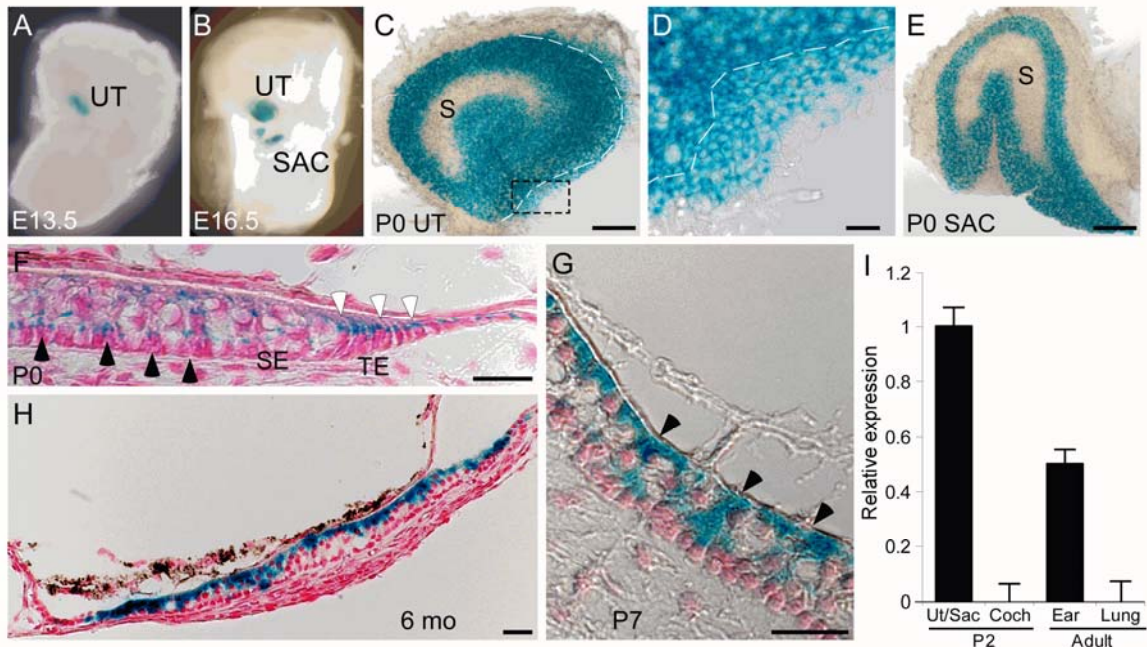 A
UT
E13.5
B
UT
SAC
E16.5
C
S
P0 UT
D
E
S
P0 SAC
F
SE
TE
P0
G
P7
H
6 mo
I
Relative expression
1.2
1
0.8
0.6
0.4
0.2
0
Ut/Sac Coch Ear Lung
P2 Adult